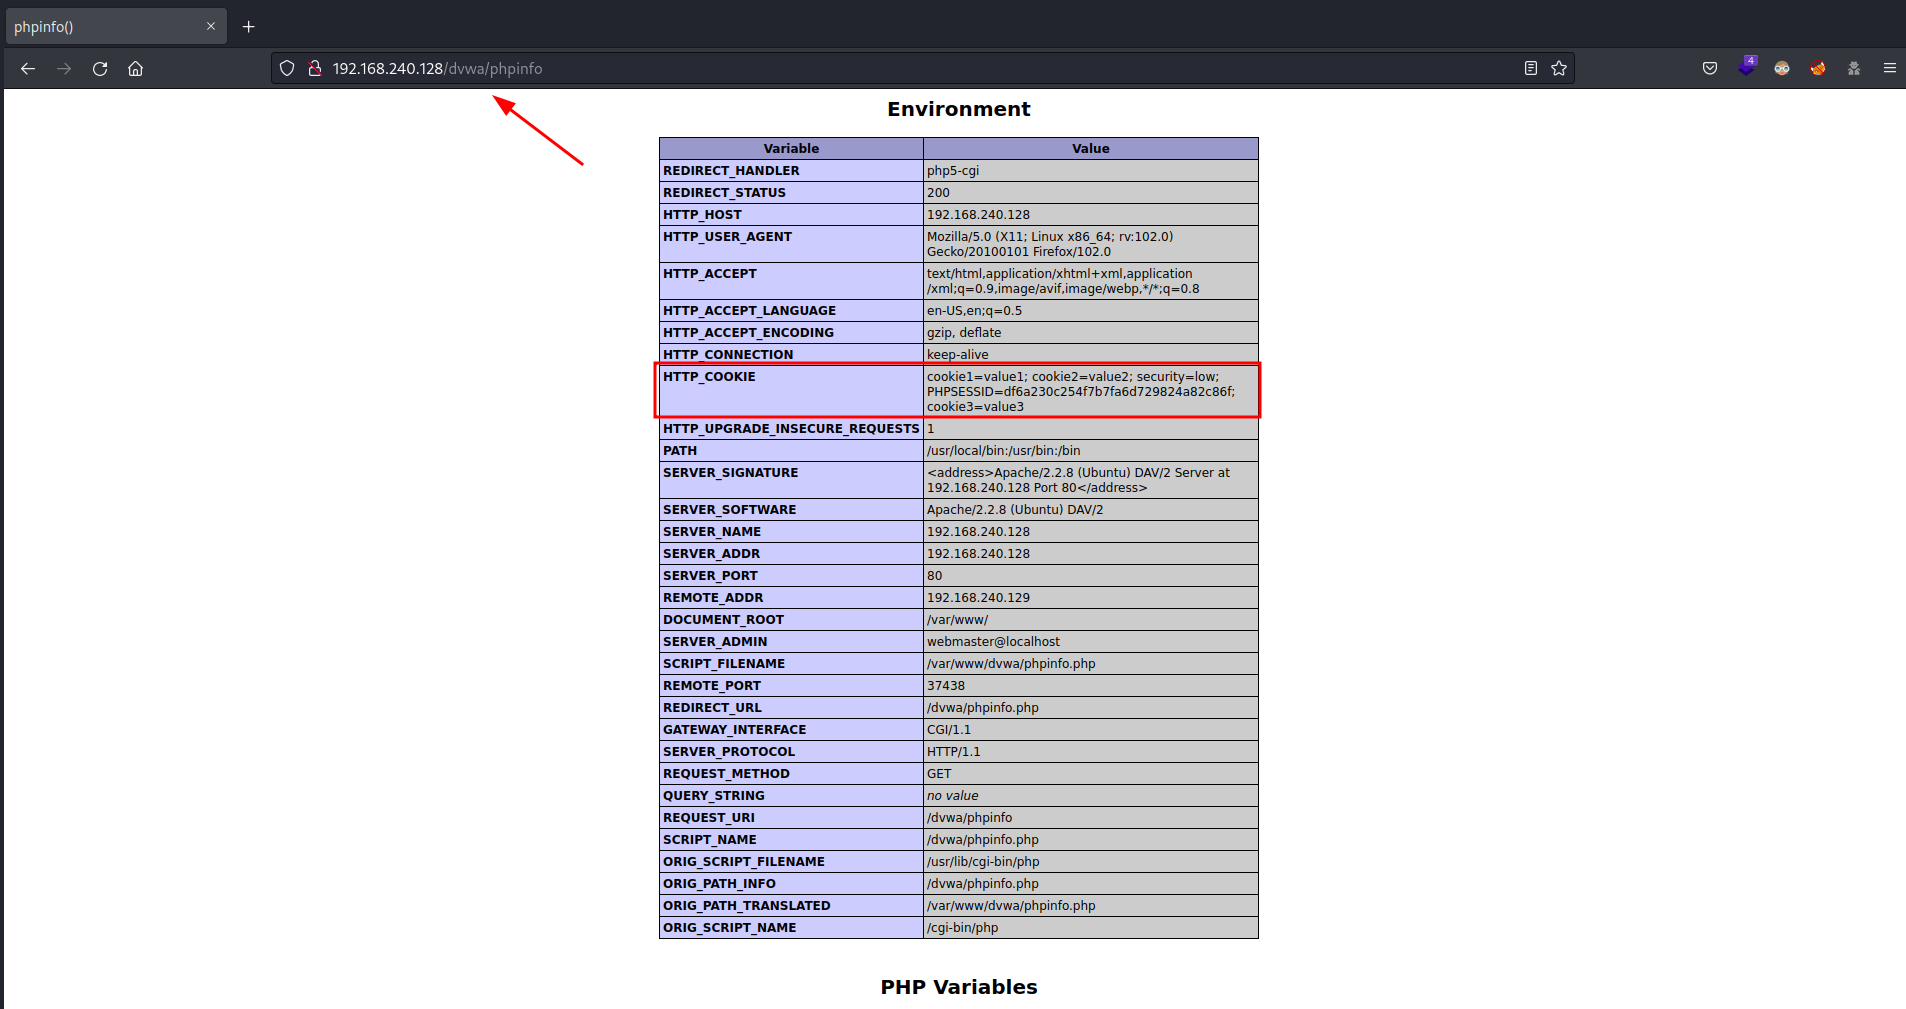 phpinfo()
192.168.240.128/dvwa/phpinfo
4
Environment
Variable Value
REDIRECT_HANDLER php5-cgi
REDIRECT_STATUS 200
HTTP_HOST 192.168.240.128
HTTP_USER_AGENT Mozilla/5.0 (X11; Linux x86_64; rv:102.0)
Gecko/20100101 Firefox/102.0
HTTP_ACCEPT text/html,application/xhtml+xml,application
/xml;q=0.9,image/avif,image/webp,*/*;q=0.8
HTTP_ACCEPT_LANGUAGE en-US,en;q=0.5
HTTP_ACCEPT_ENCODING gzip, deflate
HTTP_CONNECTION keep-alive
HTTP_COOKIE cookie1=value1; cookie2=value2; security=low;
PHPSESSID=df6a230c254f7b7fa6d729824a82c86f;
cookie3=value3
HTTP_UPGRADE_INSECURE_REQUESTS 1
PATH /usr/local/bin:/usr/bin:/bin
SERVER_SIGNATURE <address>Apache/2.2.8 (Ubuntu) DAV/2 Server at
192.168.240.128 Port 80</address>
SERVER_SOFTWARE Apache/2.2.8 (Ubuntu) DAV/2
SERVER_NAME 192.168.240.128
SERVER_ADDR 192.168.240.128
SERVER_PORT 80
REMOTE_ADDR 192.168.240.129
DOCUMENT_ROOT /var/www/
SERVER_ADMIN webmaster@localhost
SCRIPT_FILENAME /var/www/dvwa/phpinfo.php
REMOTE_PORT 37438
REDIRECT_URL /dvwa/phpinfo.php
GATEWAY_INTERFACE CGI/1.1
SERVER_PROTOCOL HTTP/1.1
REQUEST_METHOD GET
QUERY_STRING no value
REQUEST_URI /dvwa/phpinfo
SCRIPT_NAME /dvwa/phpinfo.php
ORIG_SCRIPT_FILENAME /usr/lib/cgi-bin/php
ORIG_PATH_INFO /dvwa/phpinfo.php
ORIG_PATH_TRANSLATED /var/www/dvwa/phpinfo.php
ORIG_SCRIPT_NAME /cgi-bin/php
PHP Variables